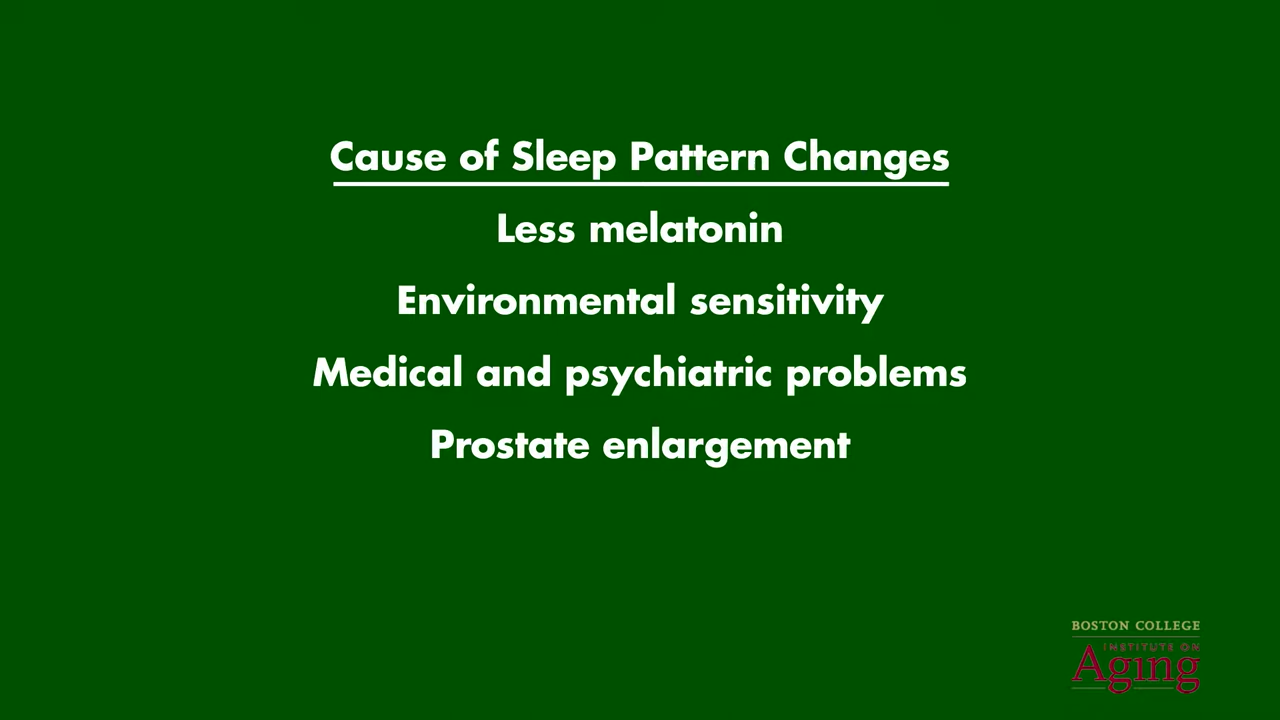 Cause of Sleep Pattern Changes
Less melatonin
Environmental sensitivity
Medical and psychiatric problems
Prostate enlargement
BOSTON COLLEGE
INSTITUTE ON
Aging